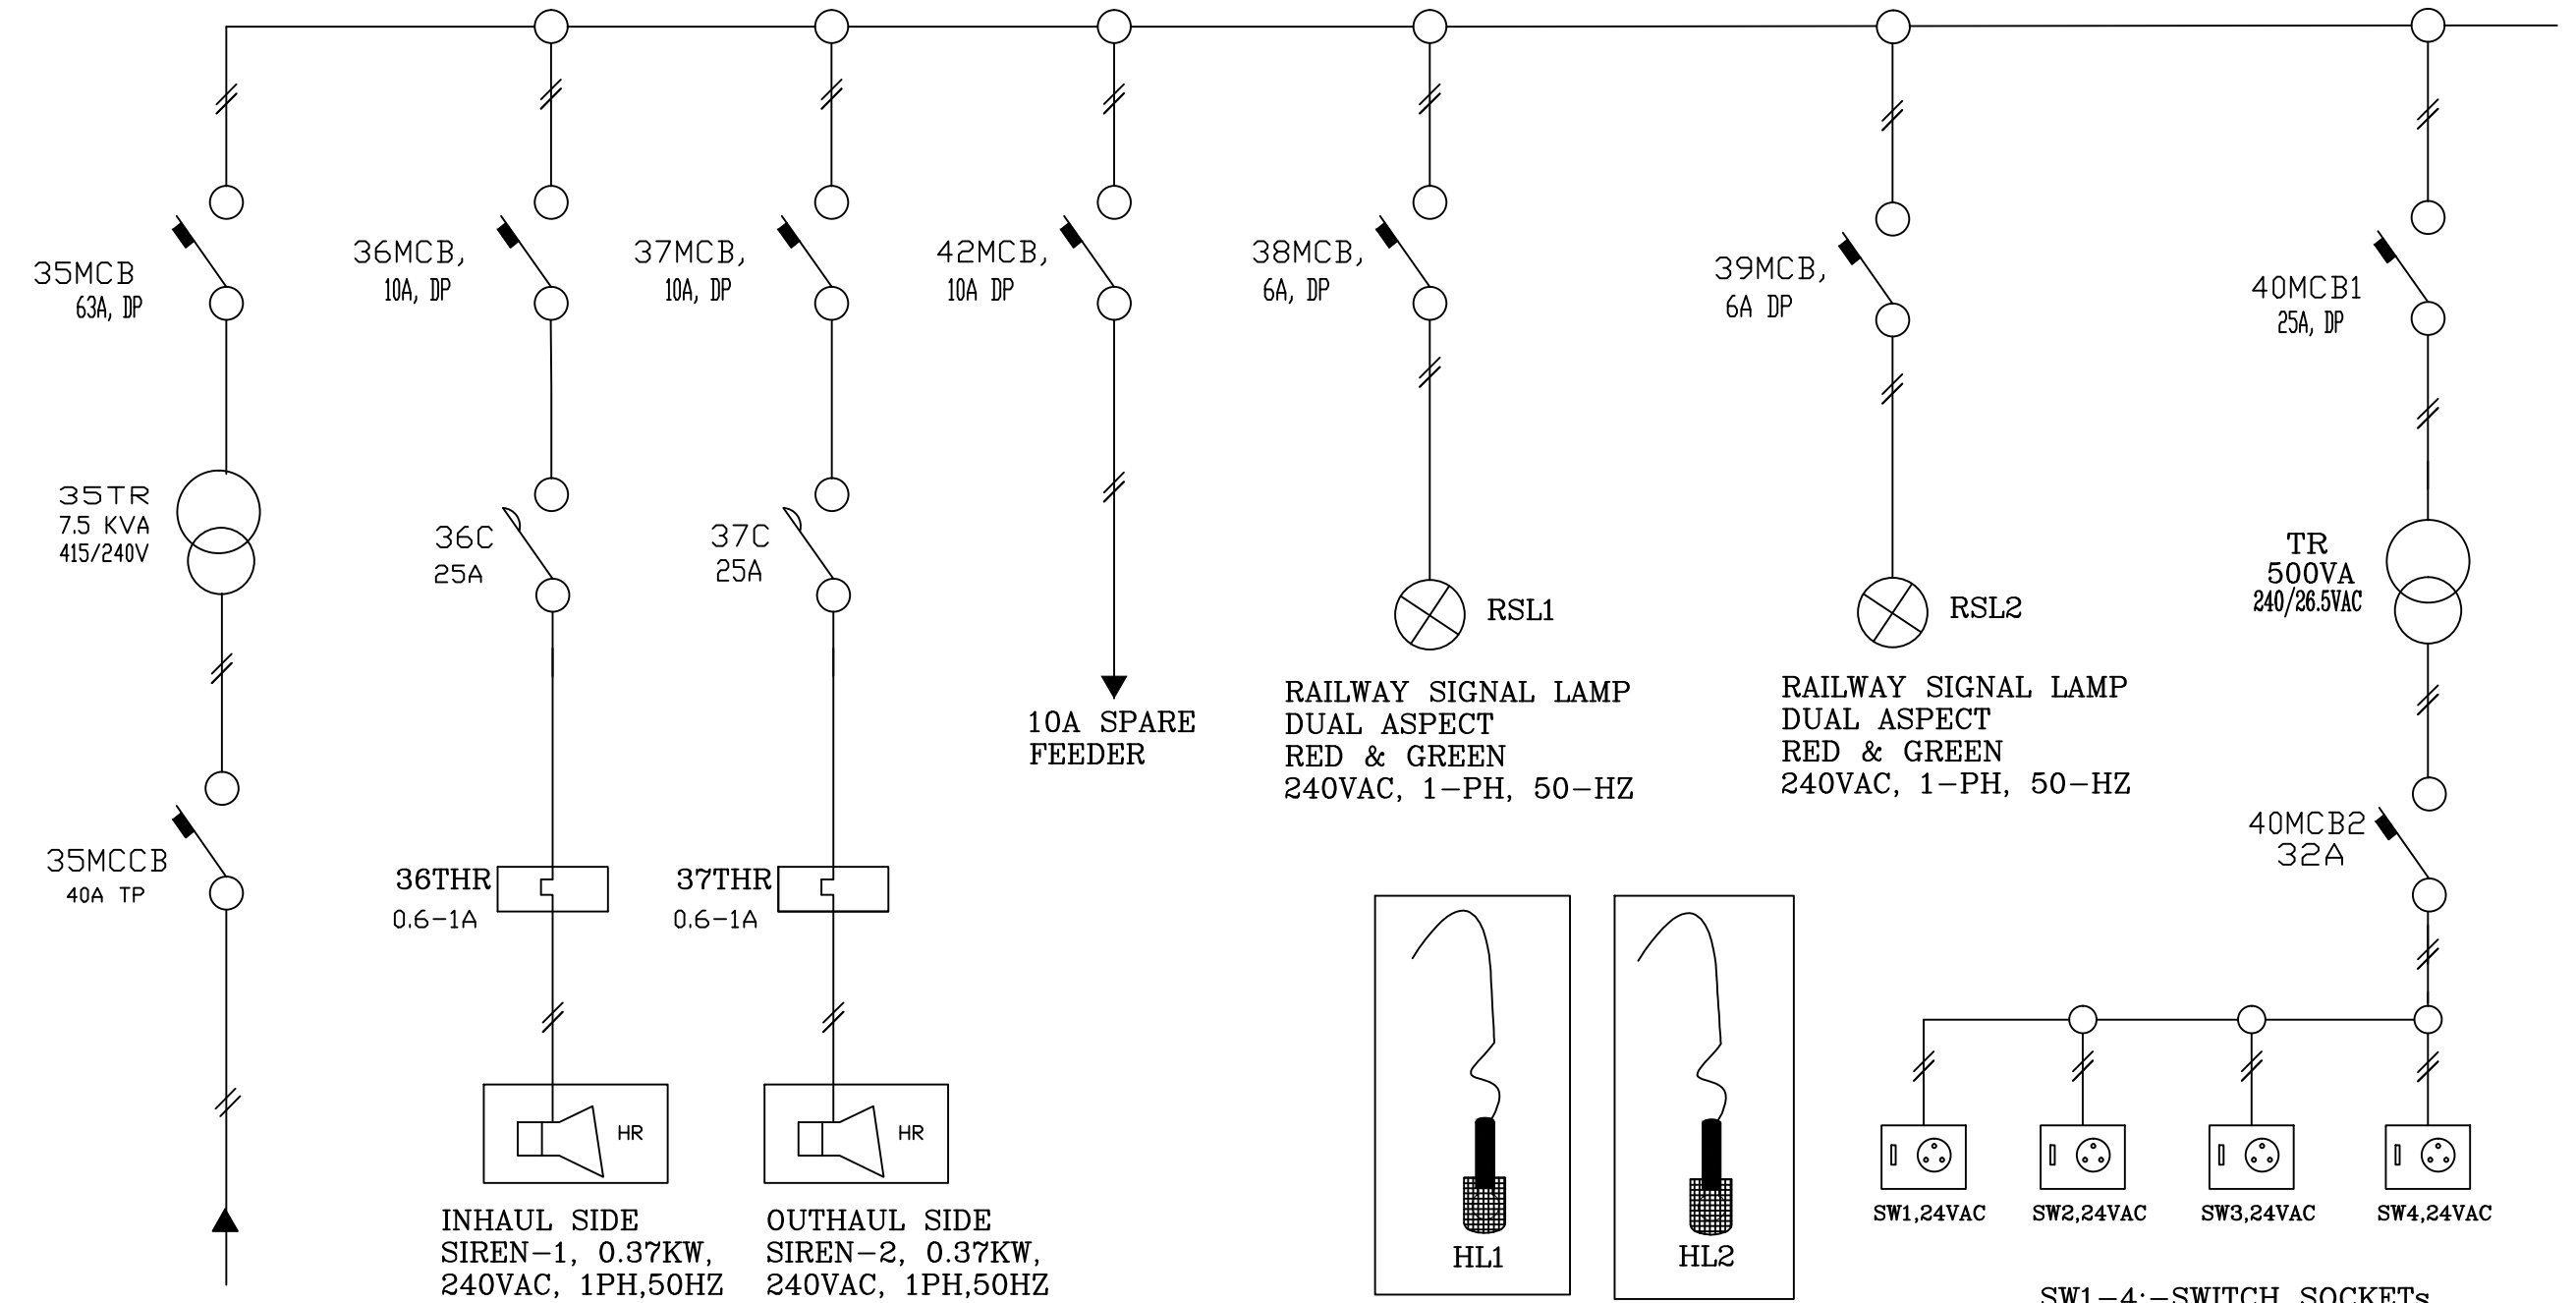 35MCB
63A, DP
36MCB,
10A, DP
37MCB,
10A, DP
42MCB,
10A DP
38MCB,
6A, DP
39MCB,
6A DP
40MCB1
25A, DP
35TR
7.5 KVA
415/240V
36C
25A
37C
25A
RSL1
RSL2
TR
500VA
240/26.5VAC
10A SPARE
FEEDER
RAILWAY SIGNAL LAMP
DUAL ASPECT
RED & GREEN
240VAC, 1-PH, 50-HZ
RAILWAY SIGNAL LAMP
DUAL ASPECT
RED & GREEN
240VAC, 1-PH, 50-HZ
35MCCB
40A TP
36THR
0.6-1A
37THR
0.6-1A
40MCB2
32A
HR
HR
INHAUL SIDE
SIREN-1, 0.37KW,
240VAC, 1PH,50HZ
OUTHAUL SIDE
SIREN-2, 0.37KW,
240VAC, 1PH,50HZ
HL1
HL2
SW1,24VAC
SW2,24VAC
SW3,24VAC
SW4,24VAC
SW1-4:-SWITCH SOCKETs